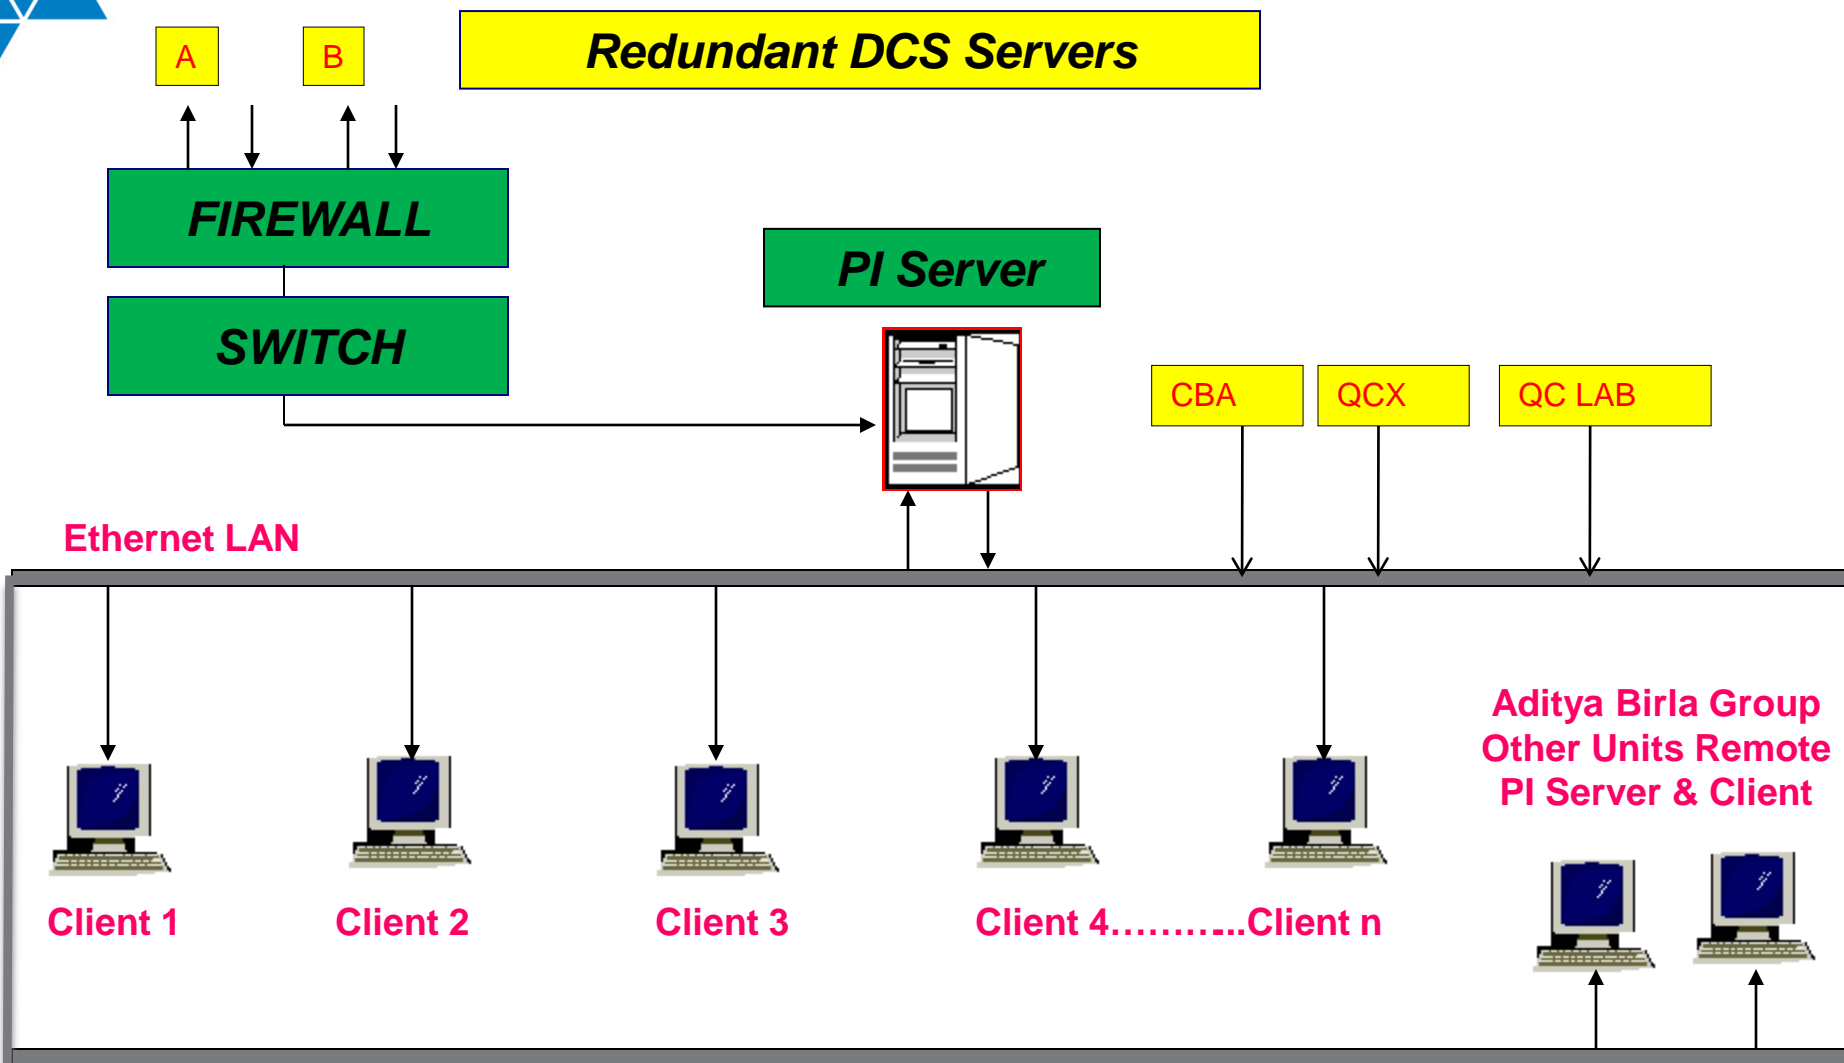 A
B
Redundant DCS Servers
FIREWALL
PI Server
SWITCH
CBA
QCX
QC LAB
Ethernet LAN
Aditya Birla Group
Other Units Remote
PI Server & Client
Client 1
Client 2
Client 3
Client 4………...Client n